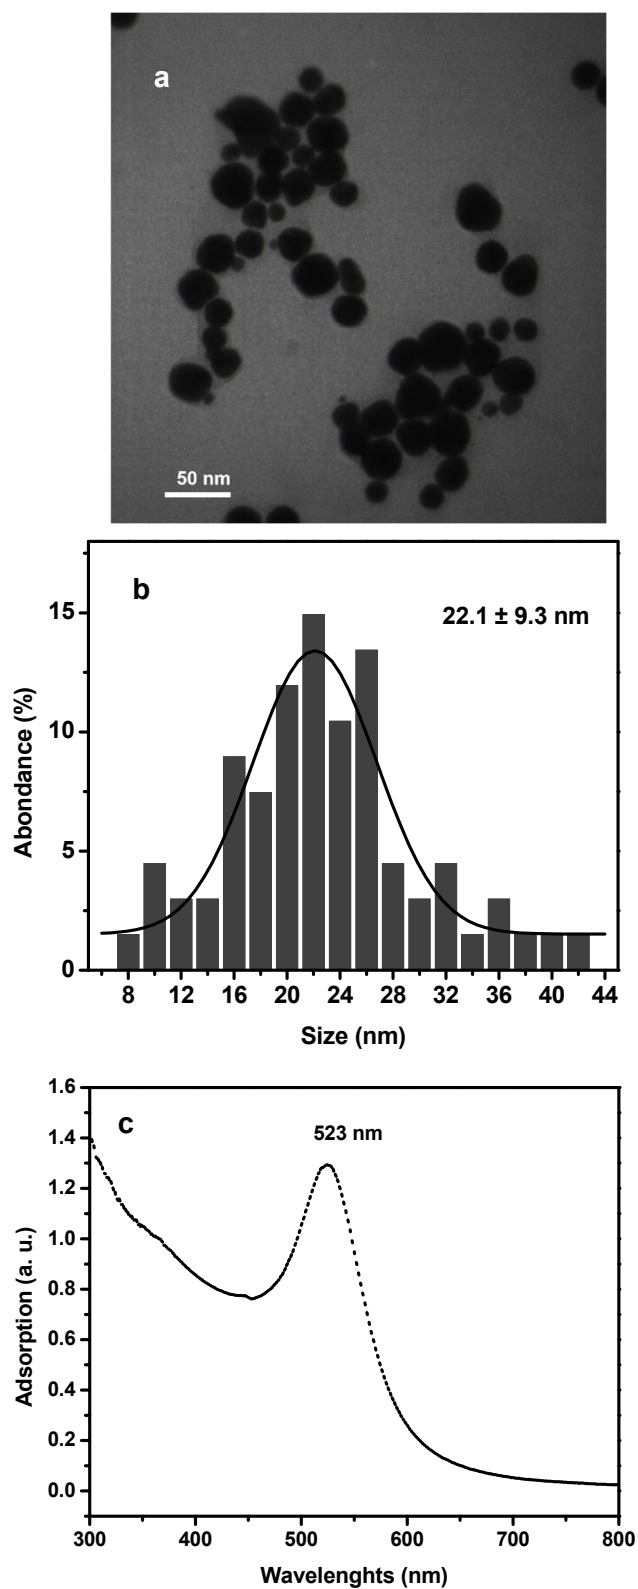 a
50 nm
b
22.1 ± 9.3 nm
Abondance (%)
15
10
5
0
8 12 16 20 24 28 32 36 40 44
Size (nm)
c
523 nm
Adsorption (a. u.)
1.6
1.4
1.2
1.0
0.8
0.6
0.4
0.2
0.0
300 400 500 600 700 800
Wavelenghts (nm)